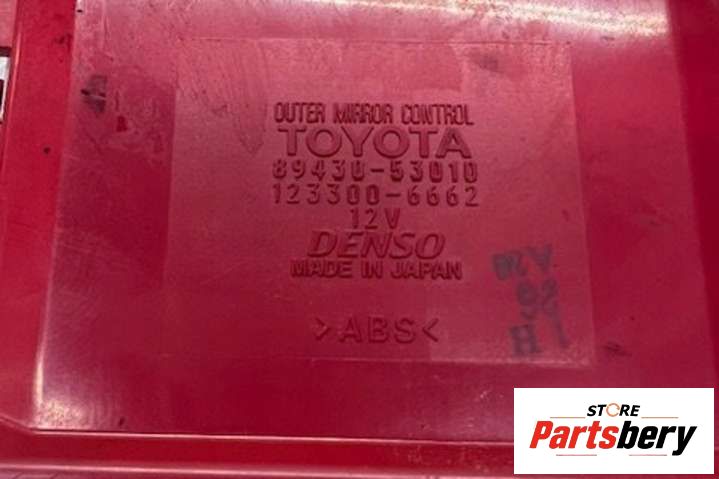 OUTER MIRROR CONTROL
TOYOTA
89430-53010
123300-6662
12V
DENSO
MADE IN JAPAN
>ABS<
STORE
Partsbery